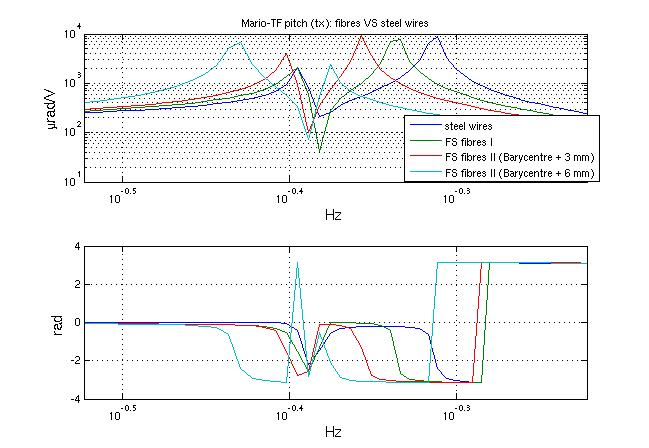 Mario-TF pitch (tx): fibres VS steel wires
10^4
10^3
10^2
10^1
μrad/V
10^-0.5
10^-0.4
10^-0.3
Hz
steel wires
FS fibres I
FS fibres II (Barycentre + 3 mm)
FS fibres II (Barycentre + 6 mm)
4
2
0
-2
-4
rad
10^-0.5
10^-0.4
10^-0.3
Hz